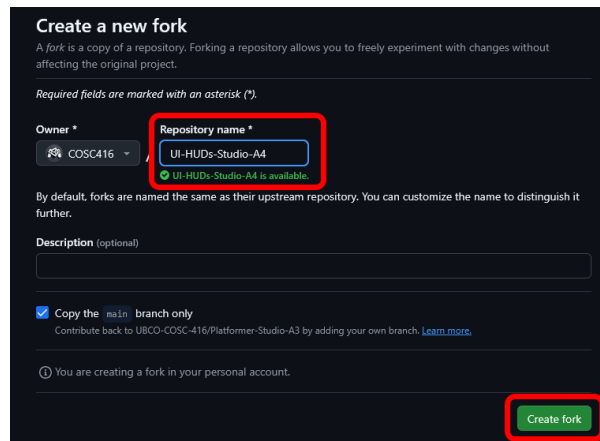 Create a new fork
A fork is a copy of a repository. Forking a repository allows you to freely experiment with changes without
affecting the original project.
Required fields are marked with an asterisk (*).
Owner *
Repository name *
COSC416
/
UI-HUDs-Studio-A4
UI-HUDs-Studio-A4 is available.
By default, forks are named the same as their upstream repository. You can customize the name to distinguish it
further.
Description (optional)
Copy the main branch only
Contribute back to UBCO-COSC-416/Platformer-Studio-A3 by adding your own branch. Learn more.
You are creating a fork in your personal account.
Create fork